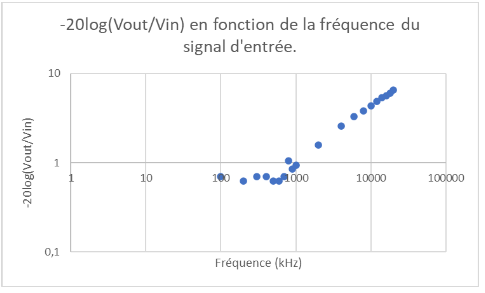 -20log(Vout/Vin) en fonction de la fréquence du
signal d'entrée.
10
1
0,1
-20log(Vout/Vin)
1 10 100 1000 10000 100000
Fréquence (kHz)